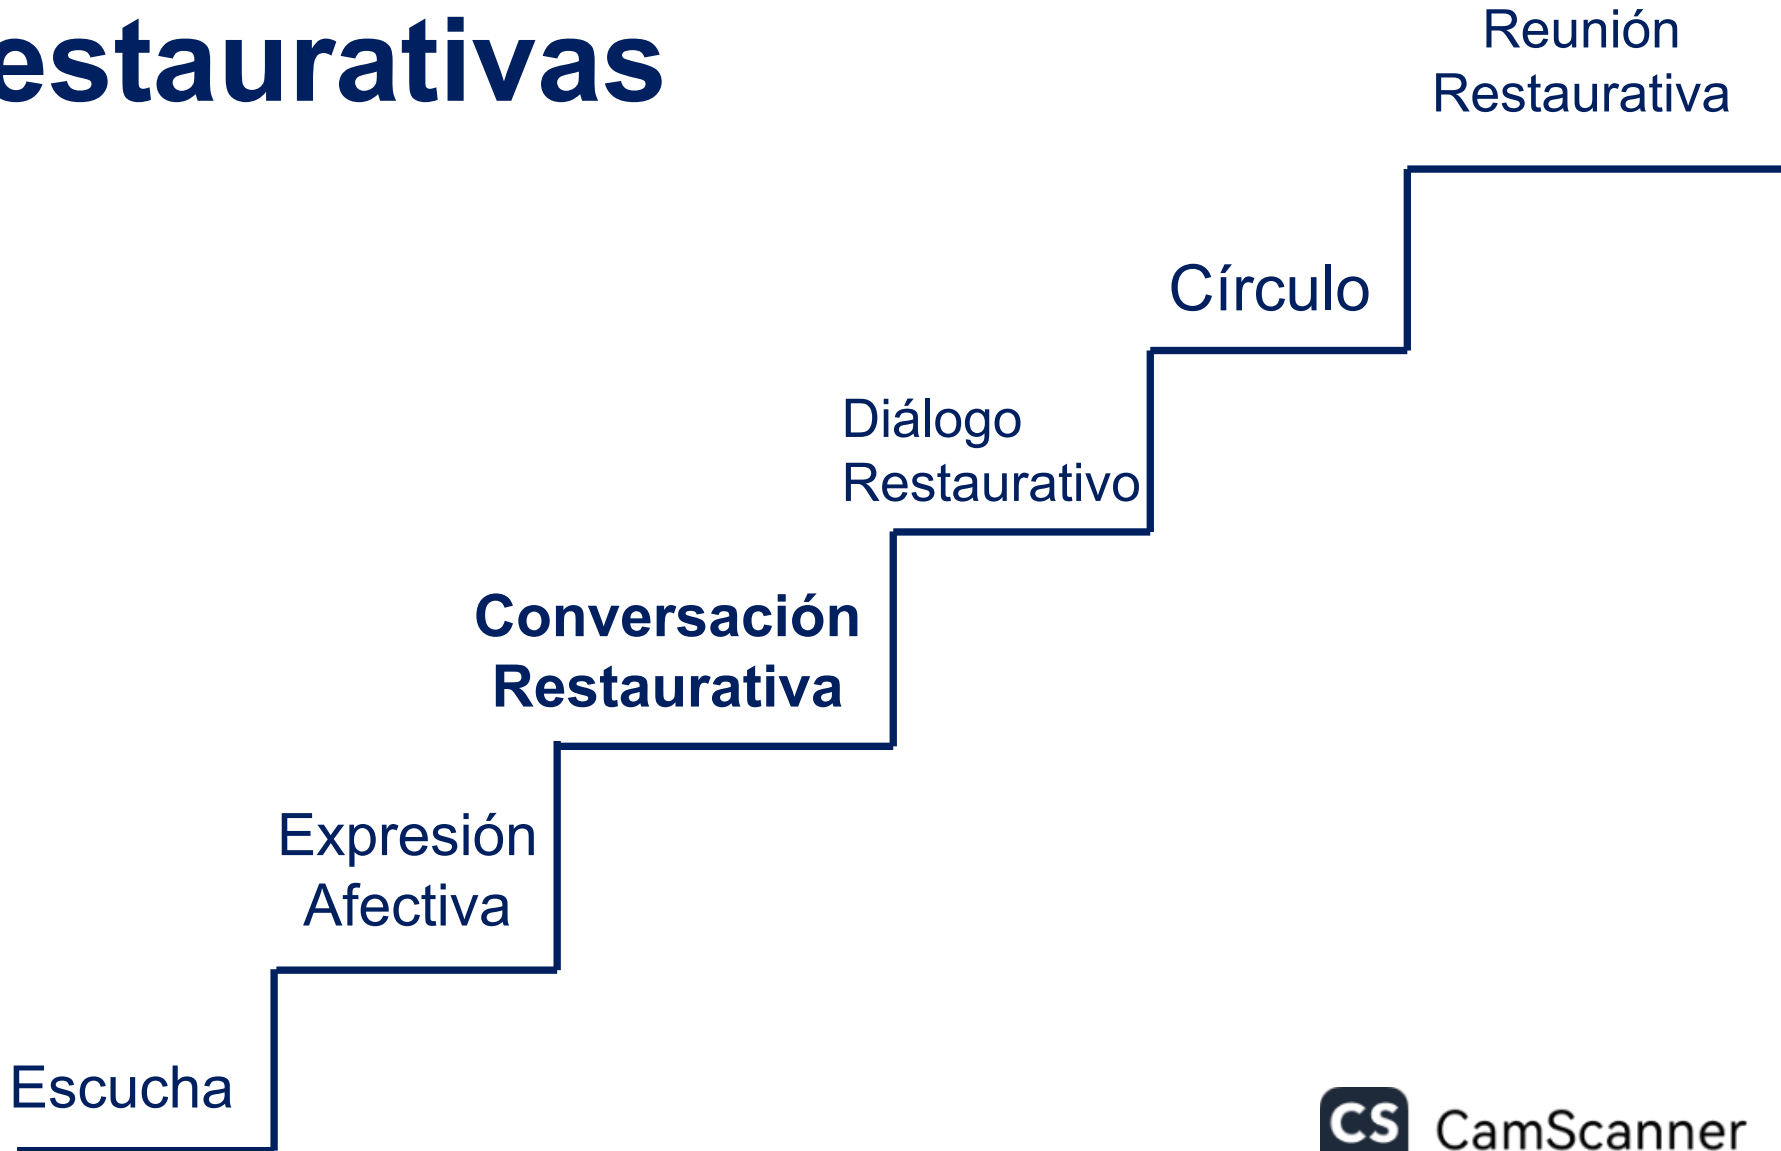 estaurativas
Reunión
Restaurativa
Círculo
Diálogo
Restaurativo
Conversación
Restaurativa
Expresión
Afectiva
Escucha
CS CamScanner